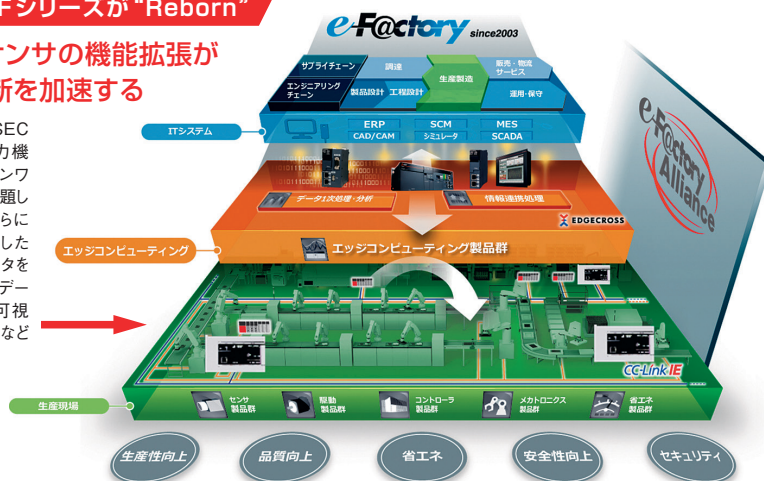 Fシリーズが“Reborn”
センサの機能拡張が
新を加速する
SEC
力機
ンワ
題し
らに
した
タを
デー
可視
など
e-F@ctory since2003
サプライチェーン
調達
生産製造
販売・物流
サービス
エンジニアリング
チェーン
製品設計
工程設計
運用・保守
ITシステム
ERP
SCM
MES
CAD/CAM
シミュレータ
SCADA
e-F@ctory
Alliance
データ1次処理・分析
情報連携処理
EDGECROSS
エッジコンピューティング
エッジコンピューティング製品群
CC-Link IE
生産現場
センサ
製品群
駆動
製品群
コントローラ
製品群
メカトロニクス
製品群
省エネ
製品群
生産性向上
品質向上
省エネ
安全性向上
セキュリティ